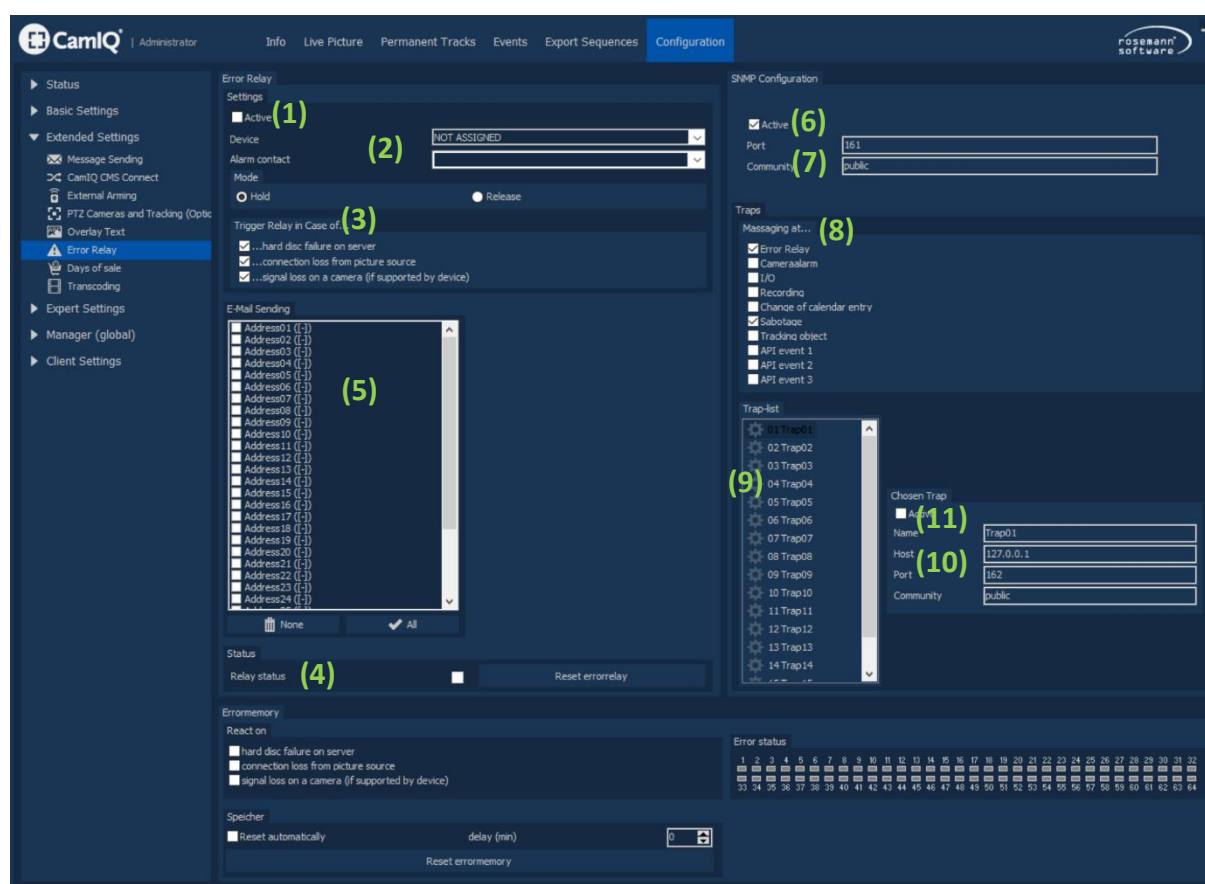 CamIQ | Administrator
Info Live Picture Permanent Tracks Events Export Sequences Configuration
rosemann software
Status
Basic Settings
Extended Settings
Message Sending
CamIQ CMS Connect
External Arming
PTZ Cameras and Tracking (Optic
Overlay Text
Error Relay
Days of sale
Transcoding
Expert Settings
Manager (global)
Client Settings
Error Relay
Settings
Active (1)
Device NOT ASSIGNED
(2)
Alarm contact
Mode
Hold Release
Trigger Relay in Case of... (3)
...hard disc failure on server
...connection loss from picture source
...signal loss on a camera (if supported by device)
E-Mail Sending
Address01 ([-])
Address02 ([-])
Address03 ([-])
Address04 ([-])
Address05 ([-])
Address06 ([-])
Address07 ([-])
Address08 ([-])
Address09 ([-])
Address10 ([-])
Address11 ([-])
Address12 ([-])
Address13 ([-])
Address14 ([-])
Address15 ([-])
Address16 ([-])
Address17 ([-])
Address18 ([-])
Address19 ([-])
Address20 ([-])
Address21 ([-])
Address22 ([-])
Address23 ([-])
Address24 ([-])
(5)
None All
Status
Relay status (4) Reset errorrelay
SNMP Configuration
Active (6)
Port 161
Community (7) public
Traps
Massaging at... (8)
Error Relay
Cameraalarm
I/O
Recording
Change of calendar entry
Sabotage
Tracking object
API event 1
API event 2
API event 3
Trap-list
01 Trap01
02 Trap02
03 Trap03
04 Trap04
05 Trap05
06 Trap06
07 Trap07
08 Trap08
09 Trap09
10 Trap10
11 Trap11
12 Trap12
13 Trap13
14 Trap14
(9)
Chosen Trap
Active
(11)
Name Trap01
Host 127.0.0.1
(10)
Port 162
Community public
Errormemory
React on
hard disc failure on server
connection loss from picture source
signal loss on a camera (if supported by device)
Speicher
Reset automatically delay (min) 0
Reset errormemory
Error status
1 2 3 4 5 6 7 8 9 10 11 12 13 14 15 16 17 18 19 20 21 22 23 24 25 26 27 28 29 30 31 32
33 34 35 36 37 38 39 40 41 42 43 44 45 46 47 48 49 50 51 52 53 54 55 56 57 58 59 60 61 62 63 64